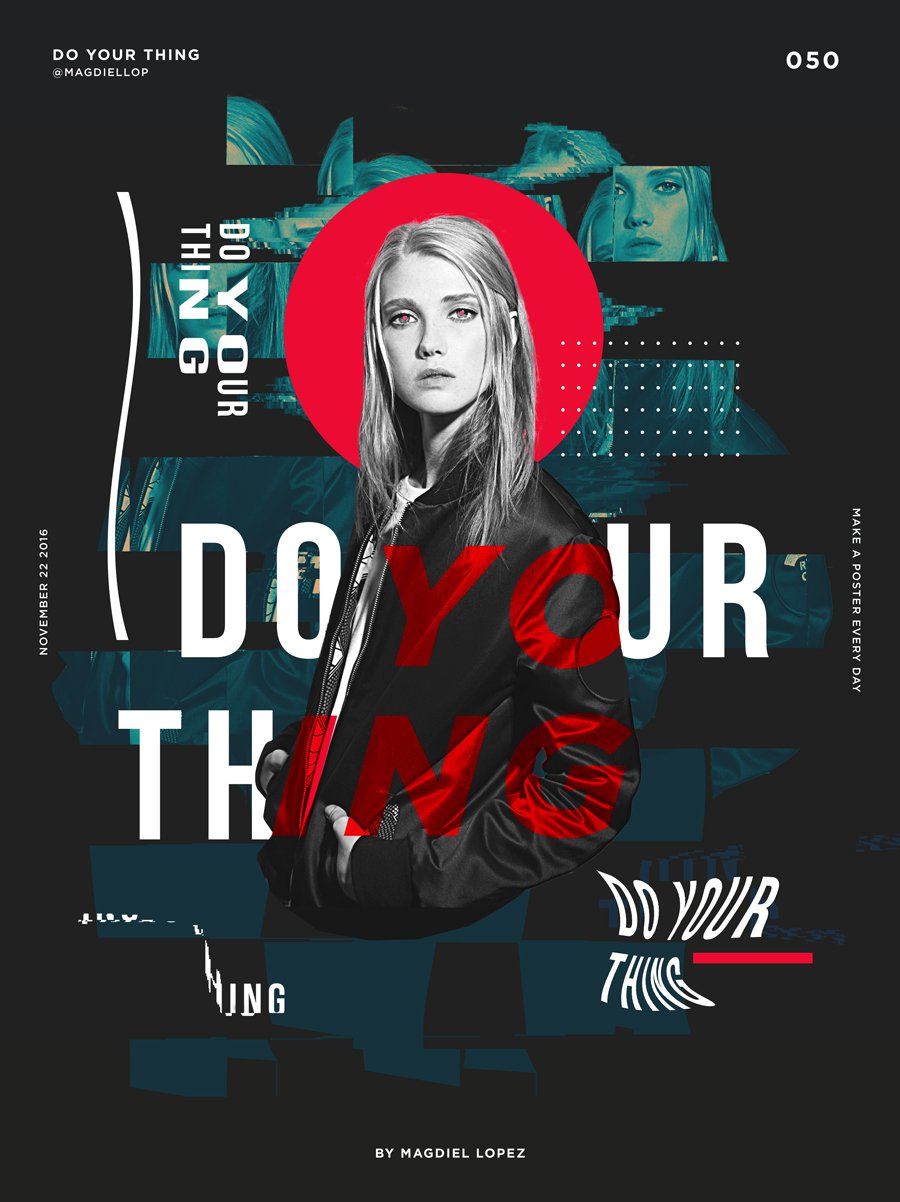 DO YOUR THING
@MAGDIELLOP
050
DO YOUR
THING
DO YOUR
THING
NOVEMBER 22 2016
MAKE A POSTER EVERY DAY
DO YOUR
THING
ING
BY MAGDIEL LOPEZ